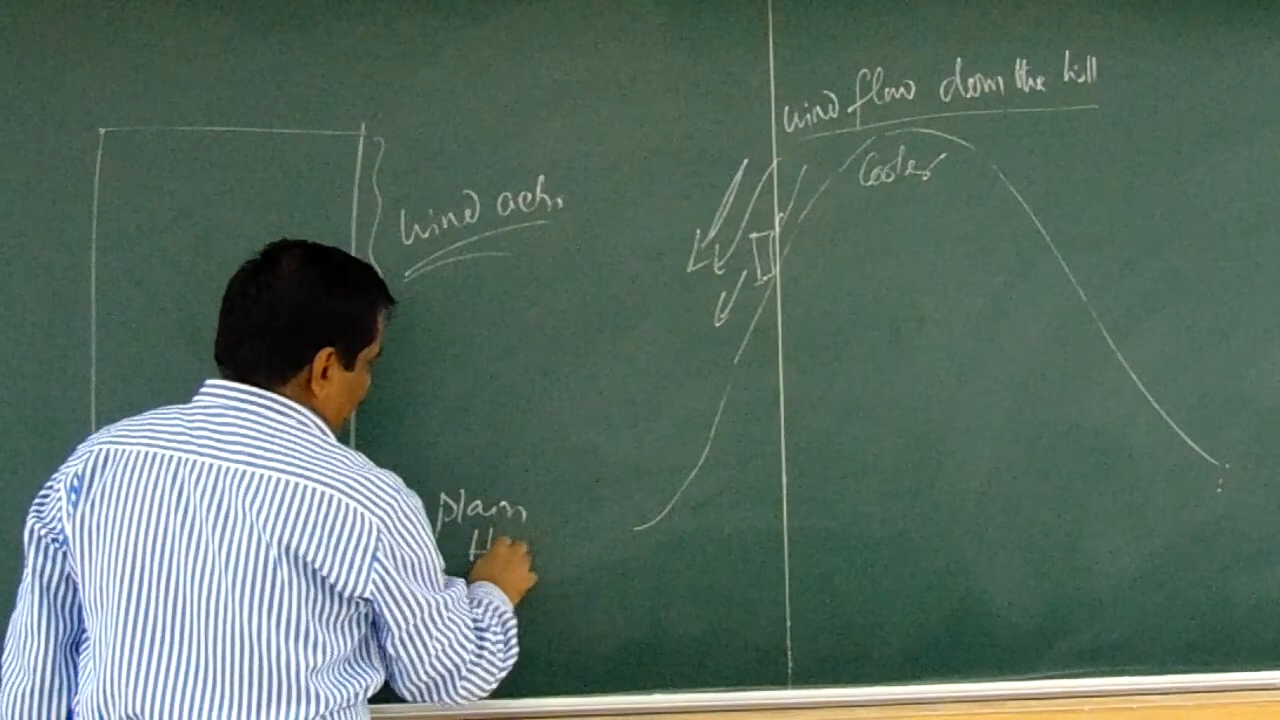 wind flow down the hill
Cooler
wind ach.
plain
H